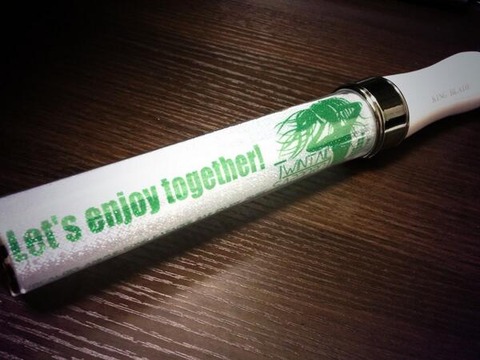 Let's enjoy together!
TWINTAIL
KING BLADE